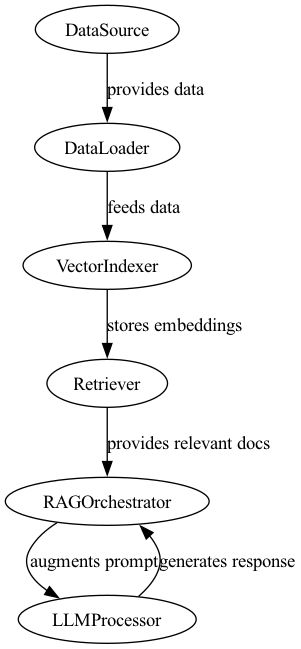 DataSource
provides data
DataLoader
feeds data
VectorIndexer
stores embeddings
Retriever
provides relevant docs
RAGOrchestrator
augments prompt
generates response
LLMProcessor